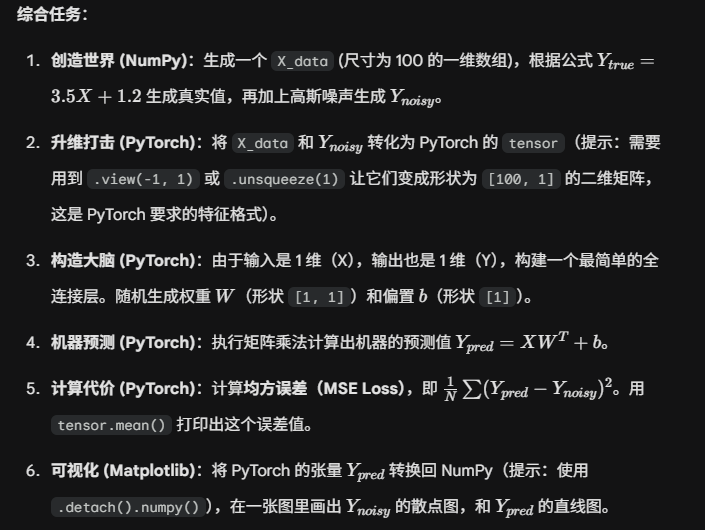 综合任务：
1. 创造世界 (NumPy)：生成一个 X_data (尺寸为 100 的一维数组)，根据公式 Y_{true} =
3.5X + 1.2 生成真实值，再加上高斯噪声生成 Y_{noisy}。
2. 升维打击 (PyTorch)：将 X_data 和 Y_{noisy} 转化为 PyTorch 的 tensor（提示：需要
用到 .view(-1, 1) 或 .unsqueeze(1) 让它们变成形状为 [100, 1] 的二维矩阵，
这是 PyTorch 要求的特征格式）。
3. 构造大脑 (PyTorch)：由于输入是 1 维（X），输出也是 1 维（Y），构建一个最简单的全
连接层。随机生成权重 W（形状 [1, 1]）和偏置 b（形状 [1]）。
4. 机器预测 (PyTorch)：执行矩阵乘法计算出机器的预测值 Y_{pred} = XW^T + b。
5. 计算代价 (PyTorch)：计算均方误差（MSE Loss），即 \frac{1}{N} \sum(Y_{pred} − Y_{noisy})^2。用
tensor.mean() 打印出这个误差值。
6. 可视化 (Matplotlib)：将 PyTorch 的张量 Y_{pred} 转换回 NumPy（提示：使用
.detach().numpy()），在一张图里画出 Y_{noisy} 的散点图，和 Y_{pred} 的直线图。